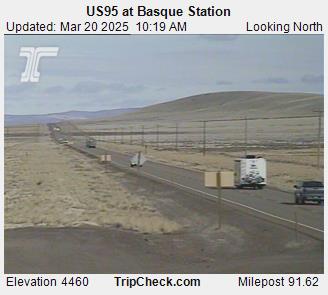 US95 at Basque Station
Updated: Mar 20 2025 10:19 AM Looking North
Elevation 4460 TripCheck.com Milepost 91.62